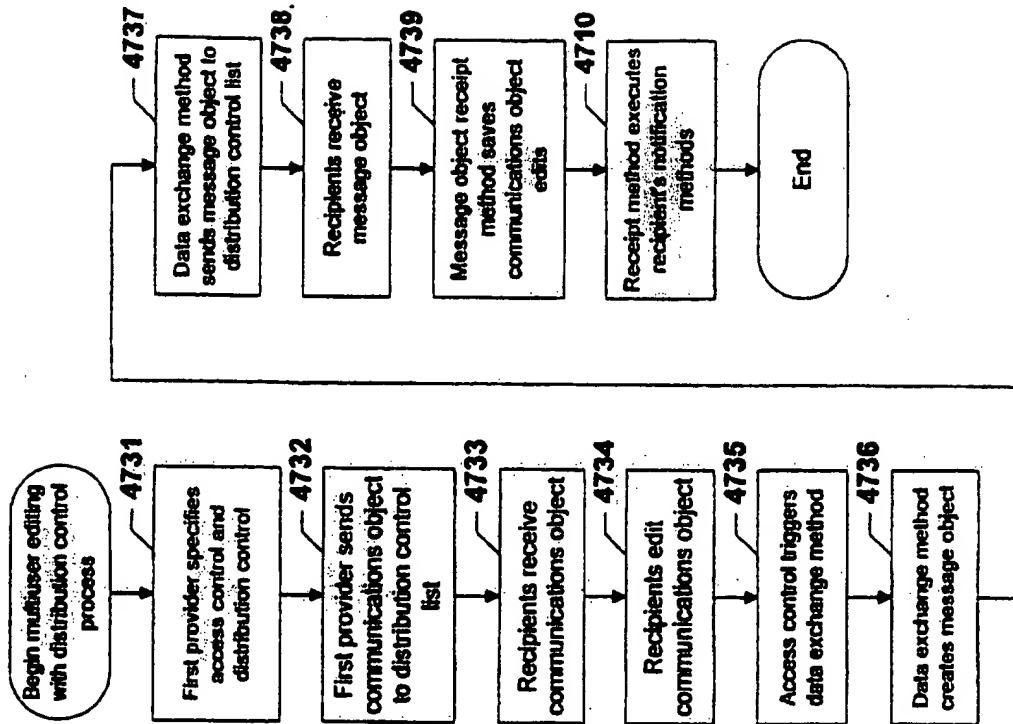 Begin multiuser editing
with distribution control
process
4731
First provider specifies
access control and
distribution control
4732
First provider sends
communications object
to distribution control
list
4733
Recipients receive
communications object
4734
Recipients edit
communications object
4735
Access control triggers
data exchange method
4736
Data exchange method
creates message object
4737
Data exchange method
sends message object to
distribution control list
4738.
Recipients receive
message object
4739
Message object receipt
method saves
communications object
edits
4710
Receipt method executes
recipient's notification
methods
End